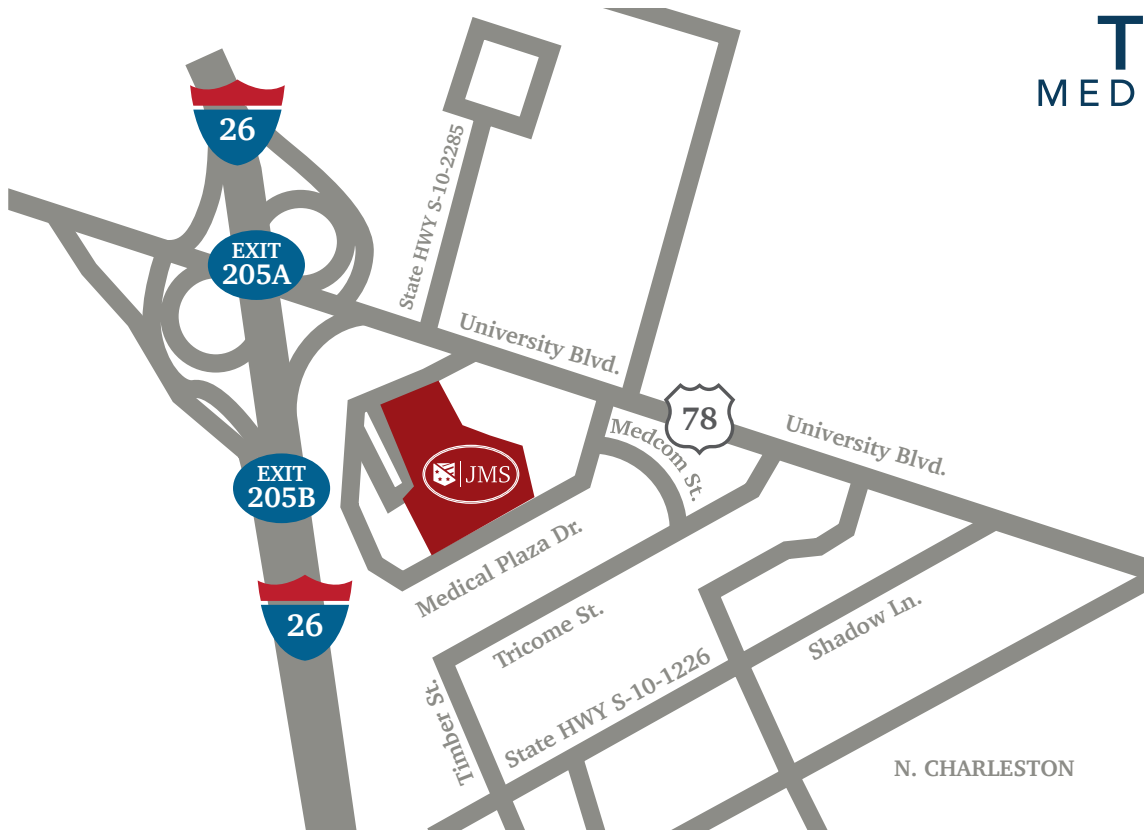 T
MED
26
EXIT
205A
State HWY S-10-2285
University Blvd.
78
University Blvd.
Medcom St.
JMS
EXIT
205B
Medical Plaza Dr.
26
Tricome St.
Shadow Ln.
State HWY S-10-1226
Timber St.
N. CHARLESTON